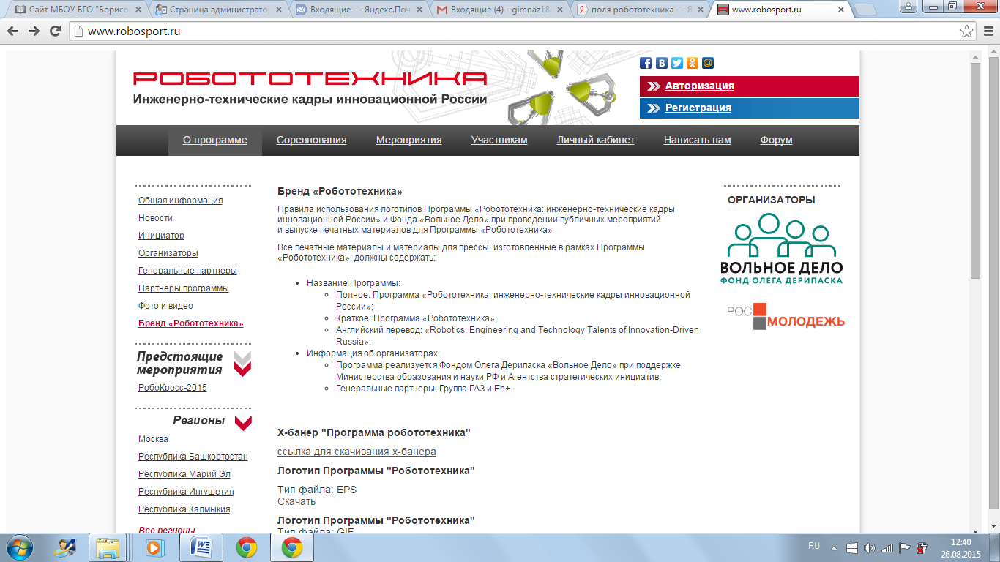 Сайт МБОУ БГО "Борисо
Страница администратор
Входящие — Яндекс.Поч
Входящие (4) - gimnaz18
поля робототехника — Я
www.robosport.ru
www.robosport.ru
РОБОТОТЕХНИКА
Инженерно-технические кадры инновационной России
Авторизация
Регистрация
О программе
Соревнования
Мероприятия
Участникам
Личный кабинет
Написать нам
Форум
Общая информация
Новости
Инициатор
Организаторы
Генеральные партнеры
Партнеры программы
Фото и видео
Бренд «Робототехника»
Предстоящие
мероприятия
РобоКросс-2015
Регионы
Москва
Республика Башкортостан
Республика Марий Эл
Республика Ингушетия
Республика Калмыкия
Все регионы
Бренд «Робототехника»
Правила использования логотипов Программы «Робототехника: инженерно-технические кадры
инновационной России» и Фонда «Вольное Дело» при проведении публичных мероприятий
и выпуске печатных материалов для Программы «Робототехника»
Все печатные материалы и материалы для прессы, изготовленные в рамках Программы
«Робототехника», должны содержать:
• Название Программы:
○ Полное: Программа «Робототехника: инженерно-технические кадры инновационной
России»;
○ Краткое: Программа «Робототехника»;
○ Английский перевод: «Robotics: Engineering and Technology Talents of Innovation-Driven
Russia».
• Информация об организаторах:
○ Программа реализуется Фондом Олега Дерипаска «Вольное Дело» при поддержке
Министерства образования и науки РФ и Агентства стратегических инициатив;
○ Генеральные партнеры: Группа ГАЗ и En+.
Х-банер "Программа робототехника"
ссылка для скачивания х-банера
Логотип Программы "Робототехника"
Тип файла: EPS
Скачать
Логотип Программы "Робототехника"
Тип файла: GIF
ОРГАНИЗАТОРЫ
ВОЛЬНОЕ ДЕЛО
ФОНД ОЛЕГА ДЕРИПАСКА
РОС
МОЛОДЕЖЬ
RU
12:40
26.08.2015